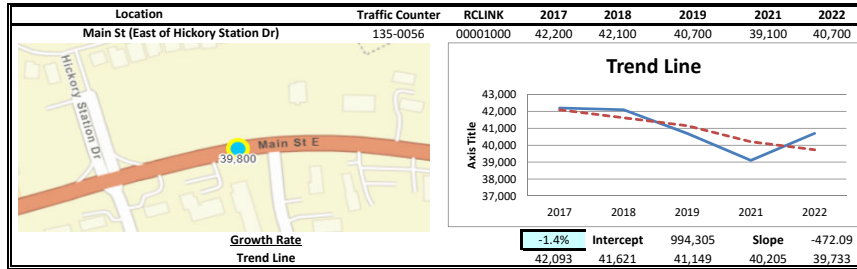 Location Traffic Counter RCLINK 2017 2018 2019 2021 2022
Main St (East of Hickory Station Dr) 135-0056 00001000 42,200 42,100 40,700 39,100 40,700
Hickory Station Dr
Main St E
39,800
Trend Line
Axis Title
43,000
42,000
41,000
40,000
39,000
38,000
37,000
2017 2018 2019 2021 2022
Growth Rate -1.4% Intercept 994,305 Slope -472.09
Trend Line 42,093 41,621 41,149 40,205 39,733